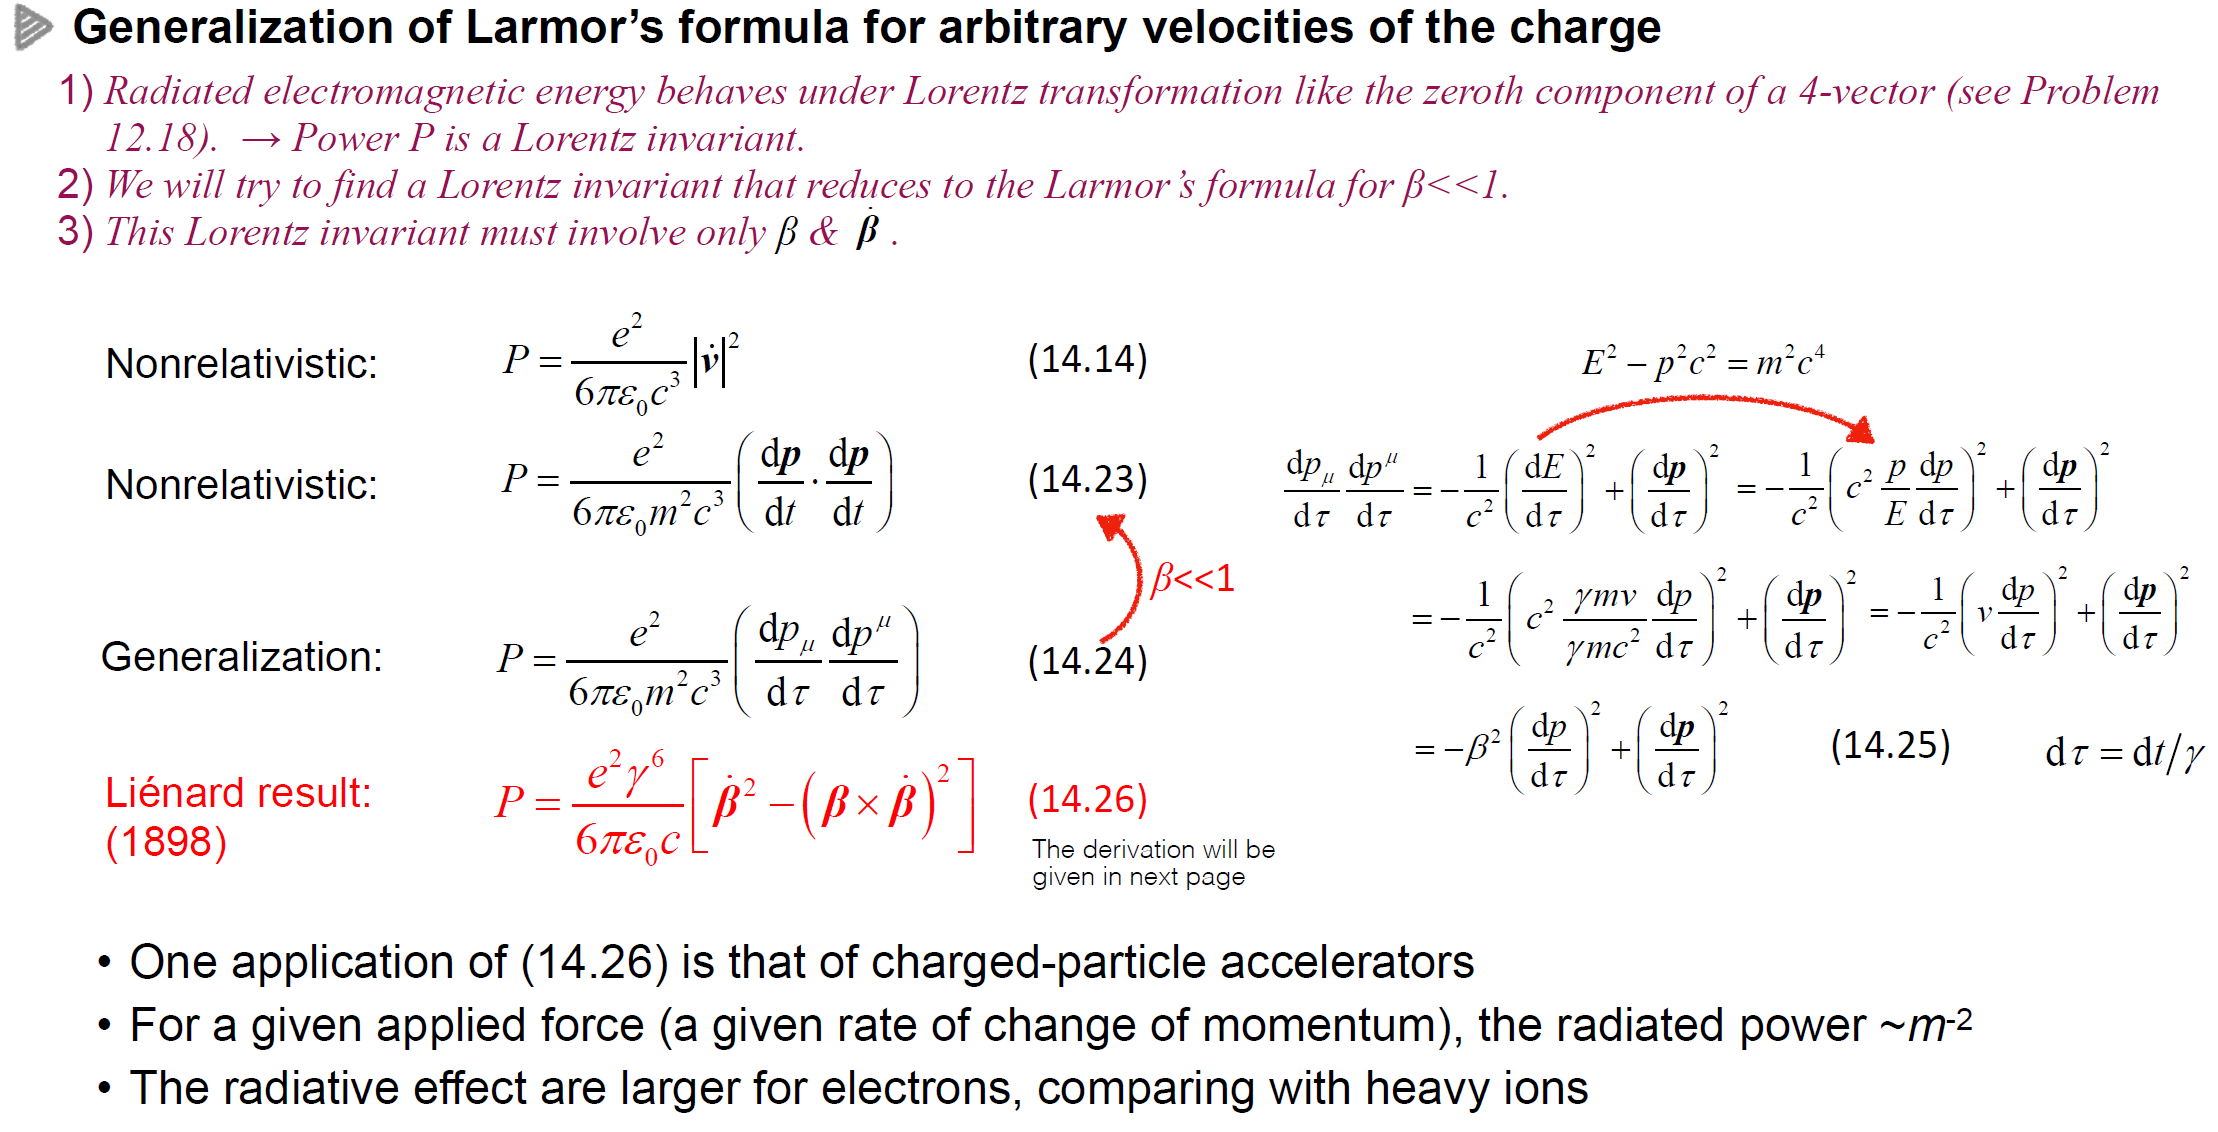 Generalization of Larmor’s formula for arbitrary velocities of the charge
1) Radiated electromagnetic energy behaves under Lorentz transformation like the zeroth component of a 4-vector (see Problem
12.18). → Power P is a Lorentz invariant.
2) We will try to find a Lorentz invariant that reduces to the Larmor’s formula for β<<1.
3) This Lorentz invariant must involve only β & $\dot{\boldsymbol{\beta}}$ .
Nonrelativistic: $P = \frac{e^2}{6\pi\varepsilon_0 c^3}\left|\dot{\boldsymbol{v}}\right|^2$ (14.14)
$E^2 - p^2c^2 = m^2c^4$
Nonrelativistic: $P = \frac{e^2}{6\pi\varepsilon_0 m^2c^3}\left(\frac{d\boldsymbol{p}}{dt}\cdot\frac{d\boldsymbol{p}}{dt}\right)$ (14.23)
β<<1
Generalization: $P = \frac{e^2}{6\pi\varepsilon_0 m^2c^3}\left(\frac{dp_\mu}{d\tau}\frac{dp^\mu}{d\tau}\right)$ (14.24)
$\frac{dp_\mu}{d\tau}\frac{dp^\mu}{d\tau} = -\frac{1}{c^2}\left(\frac{dE}{d\tau}\right)^2 + \left(\frac{d\boldsymbol{p}}{d\tau}\right)^2 = -\frac{1}{c^2}\left(c^2\frac{p}{E}\frac{dp}{d\tau}\right)^2 + \left(\frac{d\boldsymbol{p}}{d\tau}\right)^2$
$= -\frac{1}{c^2}\left(c^2\frac{\gamma mv}{\gamma mc^2}\frac{dp}{d\tau}\right)^2 + \left(\frac{d\boldsymbol{p}}{d\tau}\right)^2 = -\frac{1}{c^2}\left(v\frac{dp}{d\tau}\right)^2 + \left(\frac{d\boldsymbol{p}}{d\tau}\right)^2$
$= -\beta^2\left(\frac{dp}{d\tau}\right)^2 + \left(\frac{d\boldsymbol{p}}{d\tau}\right)^2$ (14.25) $d\tau = dt/\gamma$
Liénard result: $P = \frac{e^2\gamma^6}{6\pi\varepsilon_0 c}\left[\dot{\boldsymbol{\beta}}^2 - \left(\boldsymbol{\beta}\times\dot{\boldsymbol{\beta}}\right)^2\right]$ (14.26)
(1898)
The derivation will be
given in next page
• One application of (14.26) is that of charged-particle accelerators
• For a given applied force (a given rate of change of momentum), the radiated power ~$m^{-2}$
• The radiative effect are larger for electrons, comparing with heavy ions